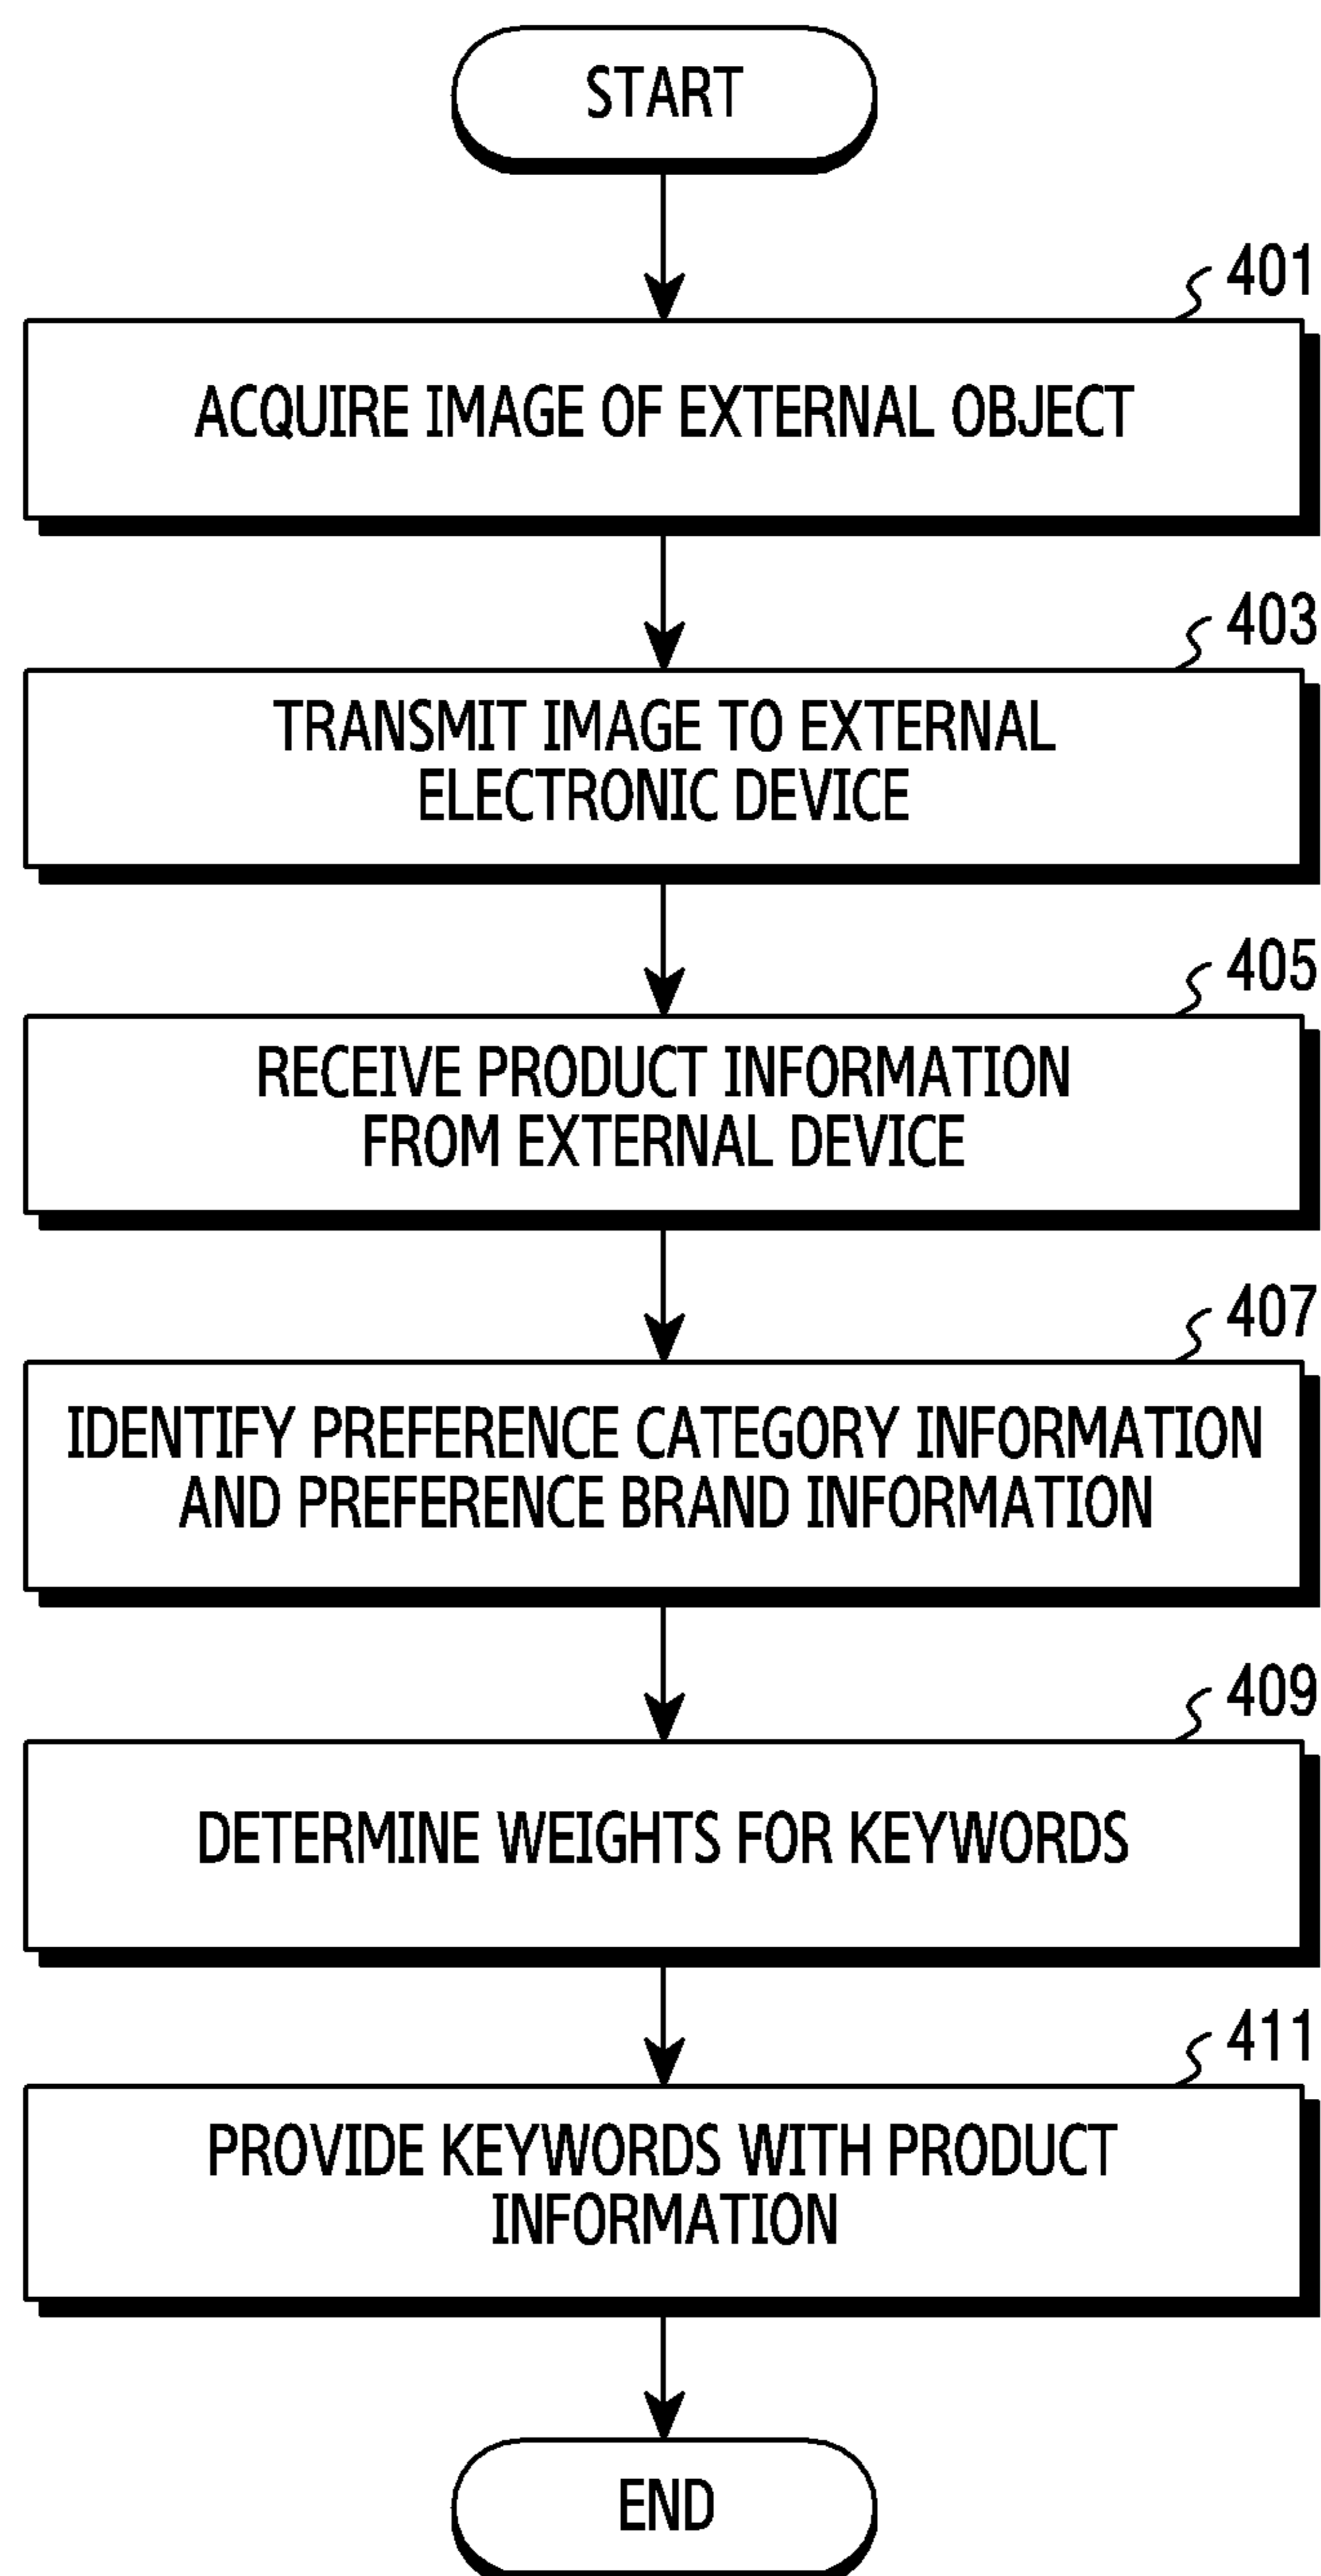 START
401
ACQUIRE IMAGE OF EXTERNAL OBJECT
403
TRANSMIT IMAGE TO EXTERNAL
ELECTRONIC DEVICE
405
RECEIVE PRODUCT INFORMATION
FROM EXTERNAL DEVICE
407
IDENTIFY PREFERENCE CATEGORY INFORMATION
AND PREFERENCE BRAND INFORMATION
409
DETERMINE WEIGHTS FOR KEYWORDS
411
PROVIDE KEYWORDS WITH PRODUCT
INFORMATION
END